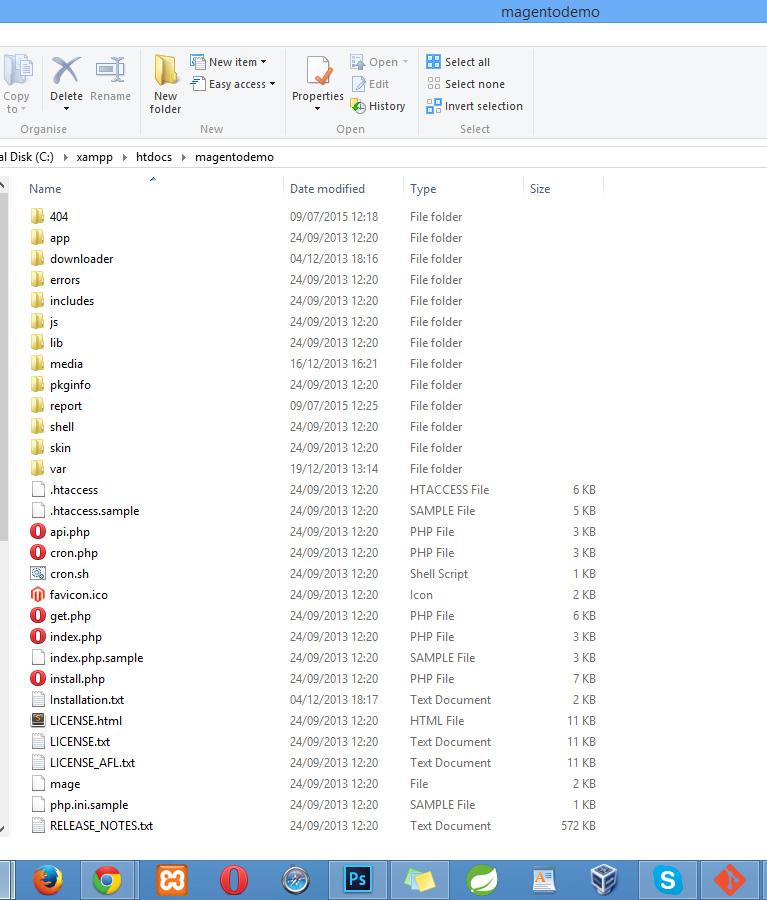 magentodemo
New item
Open
Select all
Easy access
Edit
Select none
Copy
to
Delete
Rename
New
folder
Properties
History
Invert selection
Organise
New
Open
Select
al Disk (C:) xampp htdocs magentodemo
Name Date modified Type Size
404 09/07/2015 12:18 File folder
app 24/09/2013 12:20 File folder
downloader 04/12/2013 18:16 File folder
errors 24/09/2013 12:20 File folder
includes 24/09/2013 12:20 File folder
js 24/09/2013 12:20 File folder
lib 24/09/2013 12:20 File folder
media 16/12/2013 16:21 File folder
pkginfo 24/09/2013 12:20 File folder
report 09/07/2015 12:25 File folder
shell 24/09/2013 12:20 File folder
skin 24/09/2013 12:20 File folder
var 19/12/2013 13:14 File folder
.htaccess 24/09/2013 12:20 HTACCESS File 6 KB
.htaccess.sample 24/09/2013 12:20 SAMPLE File 5 KB
api.php 24/09/2013 12:20 PHP File 3 KB
cron.php 24/09/2013 12:20 PHP File 3 KB
cron.sh 24/09/2013 12:20 Shell Script 1 KB
favicon.ico 24/09/2013 12:20 Icon 2 KB
get.php 24/09/2013 12:20 PHP File 6 KB
index.php 24/09/2013 12:20 PHP File 3 KB
index.php.sample 24/09/2013 12:20 SAMPLE File 3 KB
install.php 24/09/2013 12:20 PHP File 7 KB
Installation.txt 04/12/2013 18:17 Text Document 2 KB
LICENSE.html 24/09/2013 12:20 HTML File 11 KB
LICENSE.txt 24/09/2013 12:20 Text Document 11 KB
LICENSE_AFL.txt 24/09/2013 12:20 Text Document 11 KB
mage 24/09/2013 12:20 File 2 KB
php.ini.sample 24/09/2013 12:20 SAMPLE File 1 KB
RELEASE_NOTES.txt 24/09/2013 12:20 Text Document 572 KB
Ps